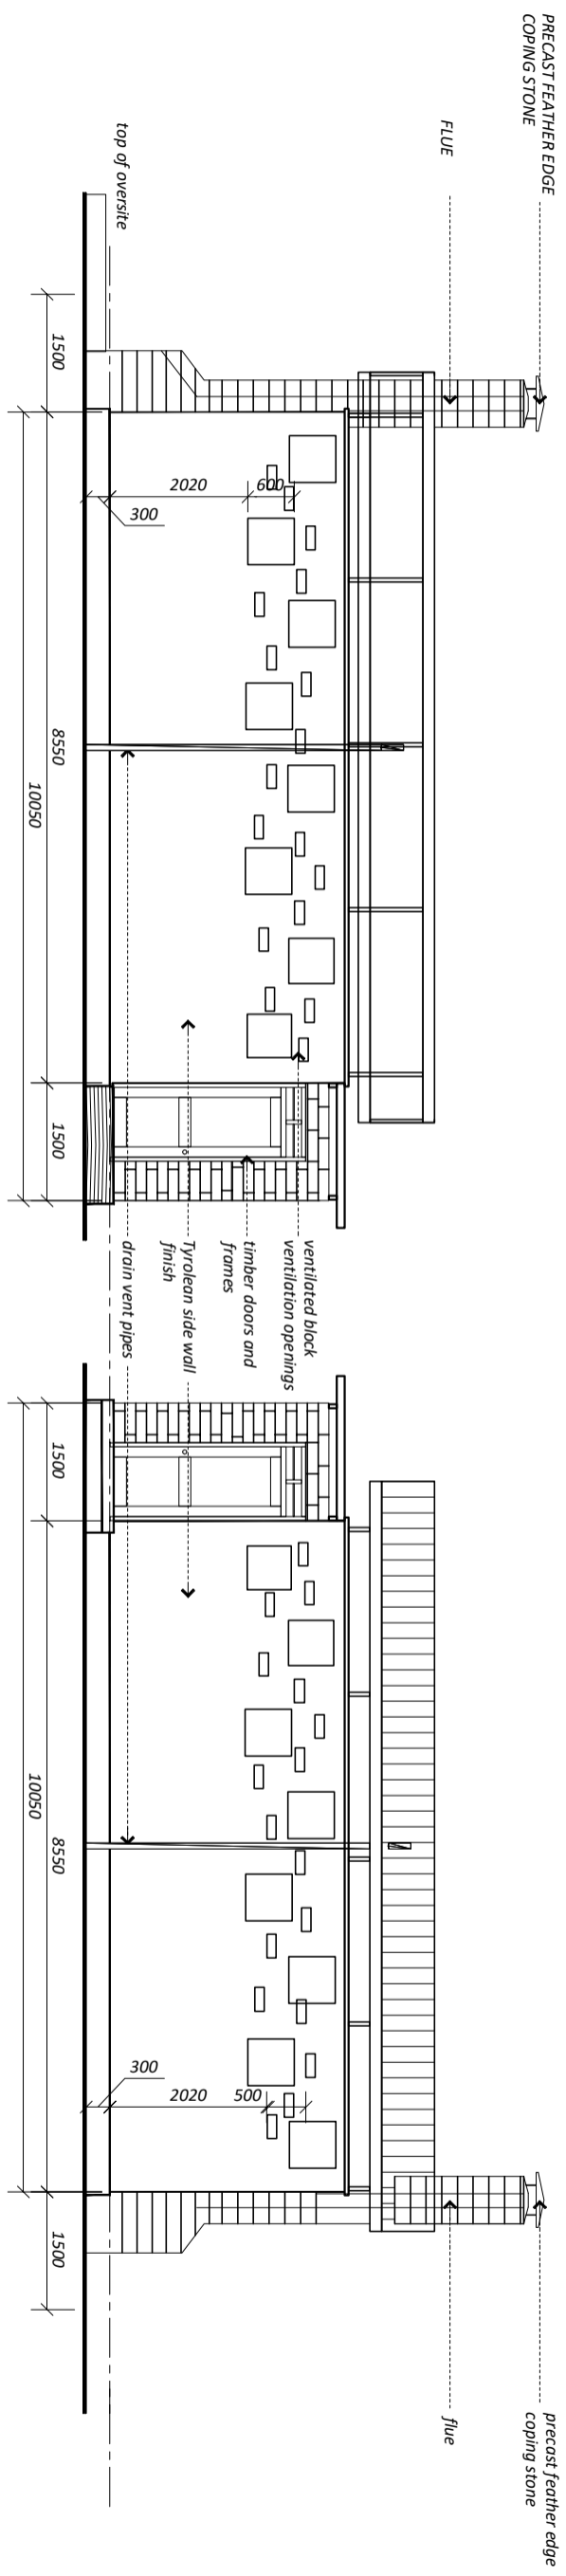 PRECAST FEATHER EDGE
COPING STONE
FLUE
top of oversite
1500
8550
1500
10050
300
2020
600
ventilated block
ventilation openings
timber doors and
frames
Tyrolean side wall
finish
drain vent pipes
1500
8550
1500
10050
300
2020
500
precast feather edge
coping stone
flue